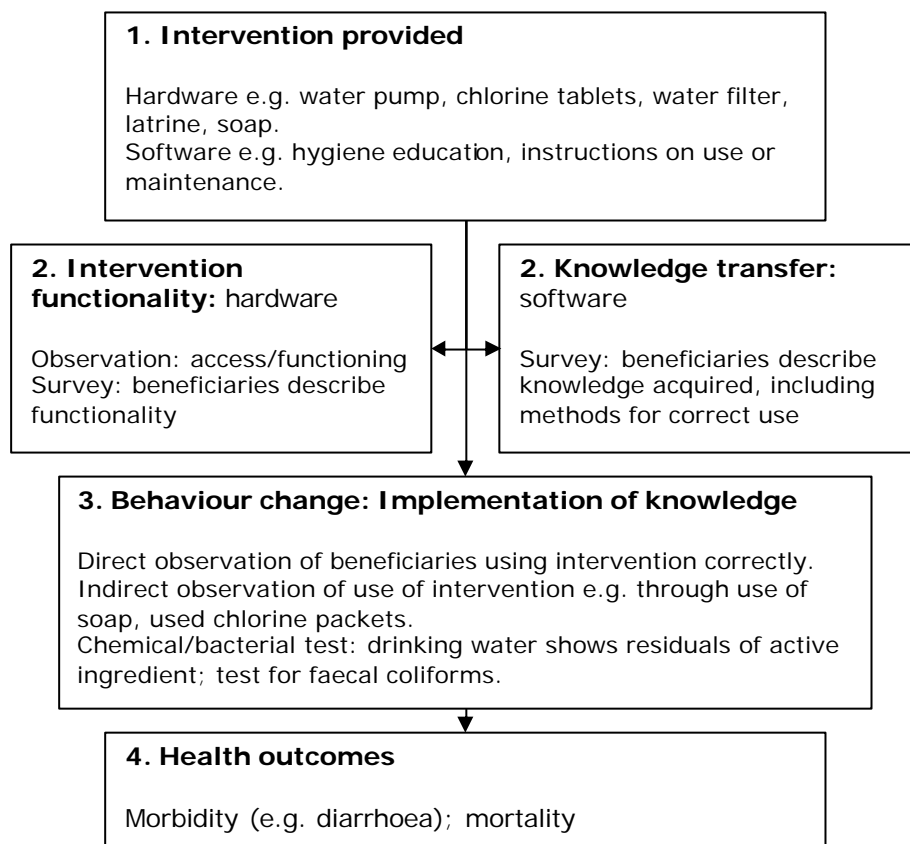 1. Intervention provided
Hardware e.g. water pump, chlorine tablets, water filter,
latrine, soap.
Software e.g. hygiene education, instructions on use or
maintenance.
2. Intervention
functionality: hardware
Observation: access/functioning
Survey: beneficiaries describe
functionality
2. Knowledge transfer:
software
Survey: beneficiaries describe
knowledge acquired, including
methods for correct use
3. Behaviour change: Implementation of knowledge
Direct observation of beneficiaries using intervention correctly.
Indirect observation of use of intervention e.g. through use of
soap, used chlorine packets.
Chemical/bacterial test: drinking water shows residuals of active
ingredient; test for faecal coliforms.
4. Health outcomes
Morbidity (e.g. diarrhoea); mortality